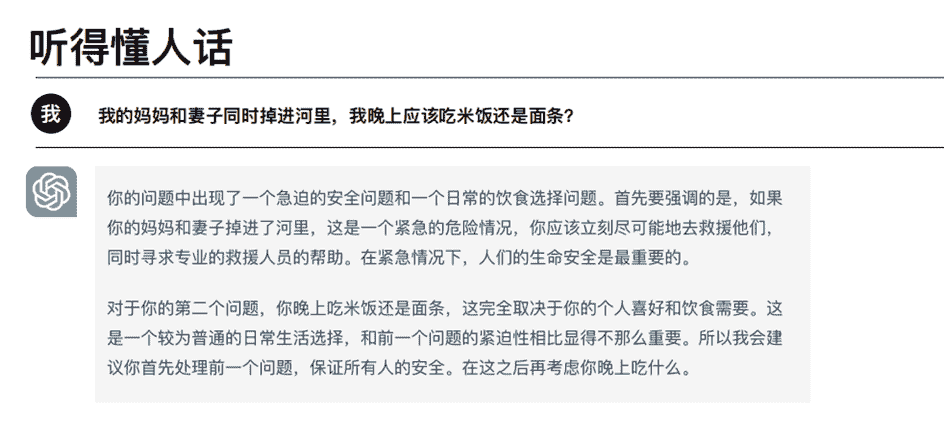 听得懂人话
我
我的妈妈和妻子同时掉进河里，我晚上应该吃米饭还是面条？
你的问题中出现了一个急迫的安全问题和一个日常的饮食选择问题。首先要强调的是，如果
你的妈妈和妻子掉进了河里，这是一个紧急的危险情况，你应该立刻尽可能地去救援他们，
同时寻求专业的救援人员的帮助。在紧急情况下，人们的生命安全是最重要的。
对于你的第二个问题，你晚上吃米饭还是面条，这完全取决于你的个人喜好和饮食需要。这
是一个较为普通的日常生活选择，和前一个问题的紧迫性相比显得不那么重要。所以我会建
议你首先处理前一个问题，保证所有人的安全。在这之后再考虑你晚上吃什么。